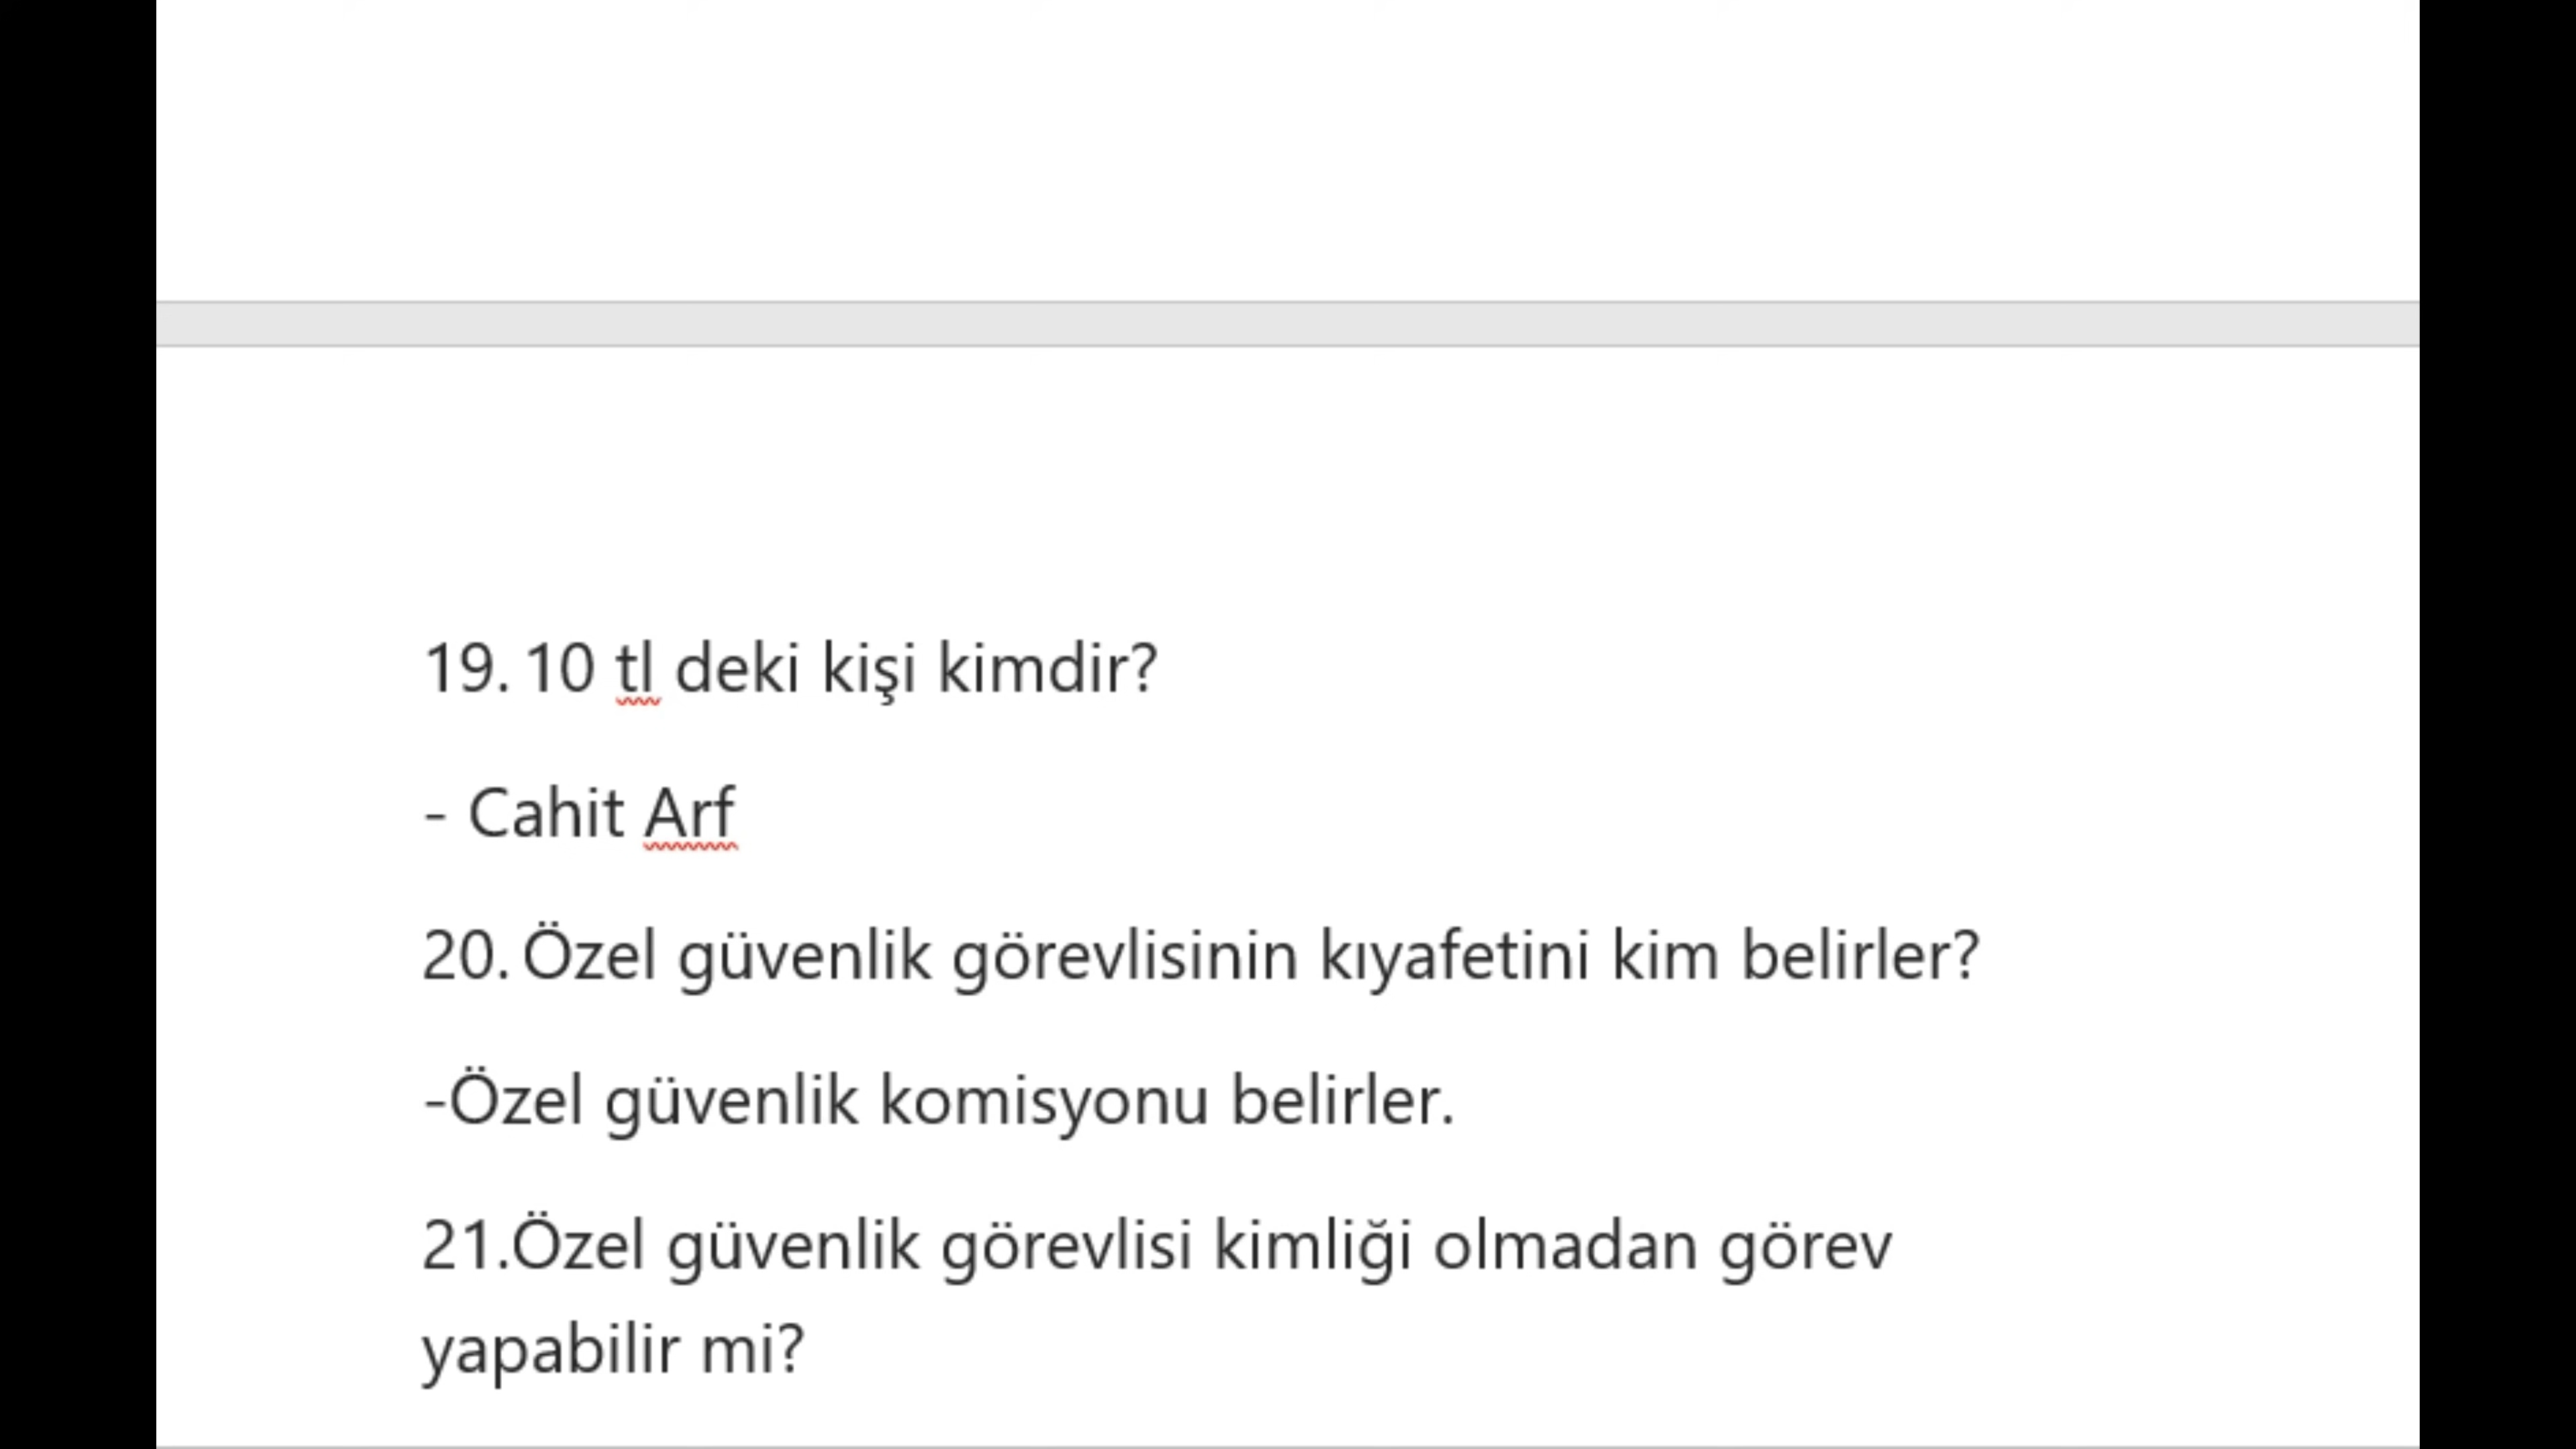 19. 10 tl deki kişi kimdir?
- Cahit Arf
20. Özel güvenlik görevlisinin kıyafetini kim belirler?
-Özel güvenlik komisyonu belirler.
21.Özel güvenlik görevlisi kimliği olmadan görev
yapabilir mi?